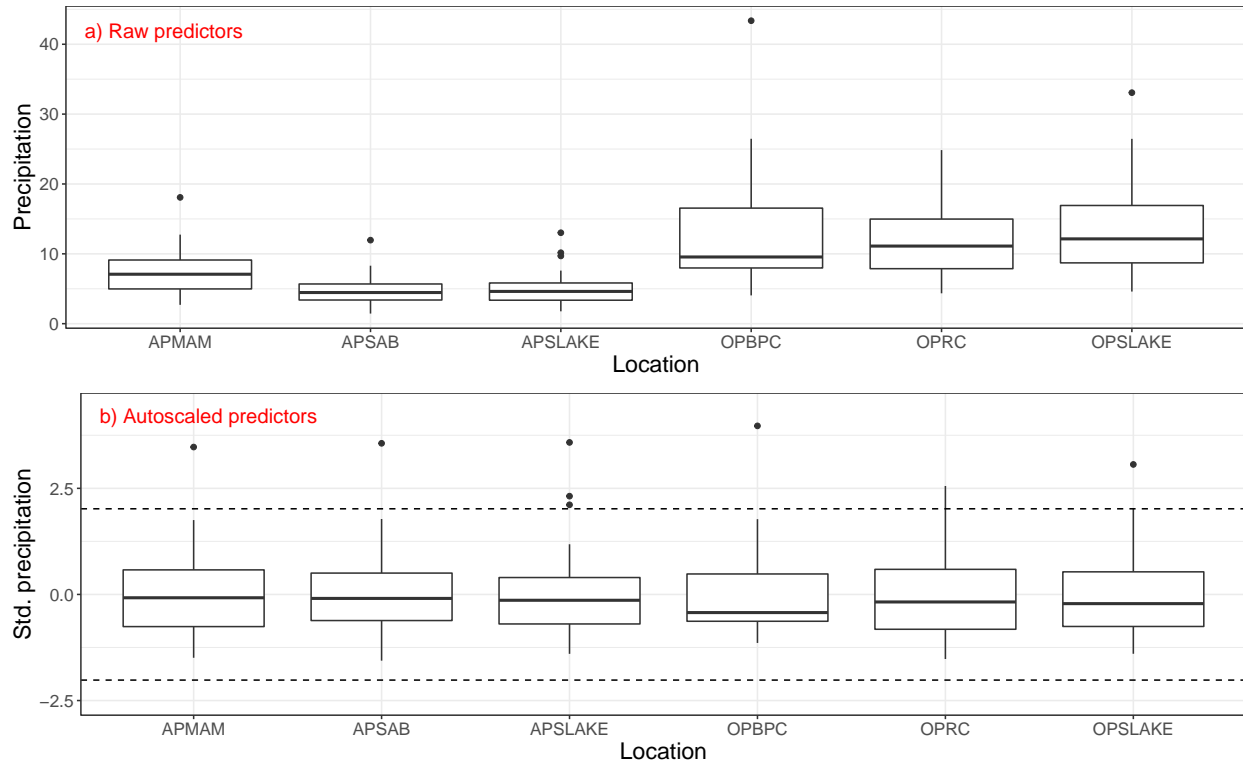 a) Raw predictors
Precipitation
40
30
20
10
0
APMAM APSAB APSLAKE OPBPC OPRC OPSLAKE
Location
b) Autoscaled predictors
Std. precipitation
2.5
0.0
−2.5
APMAM APSAB APSLAKE OPBPC OPRC OPSLAKE
Location